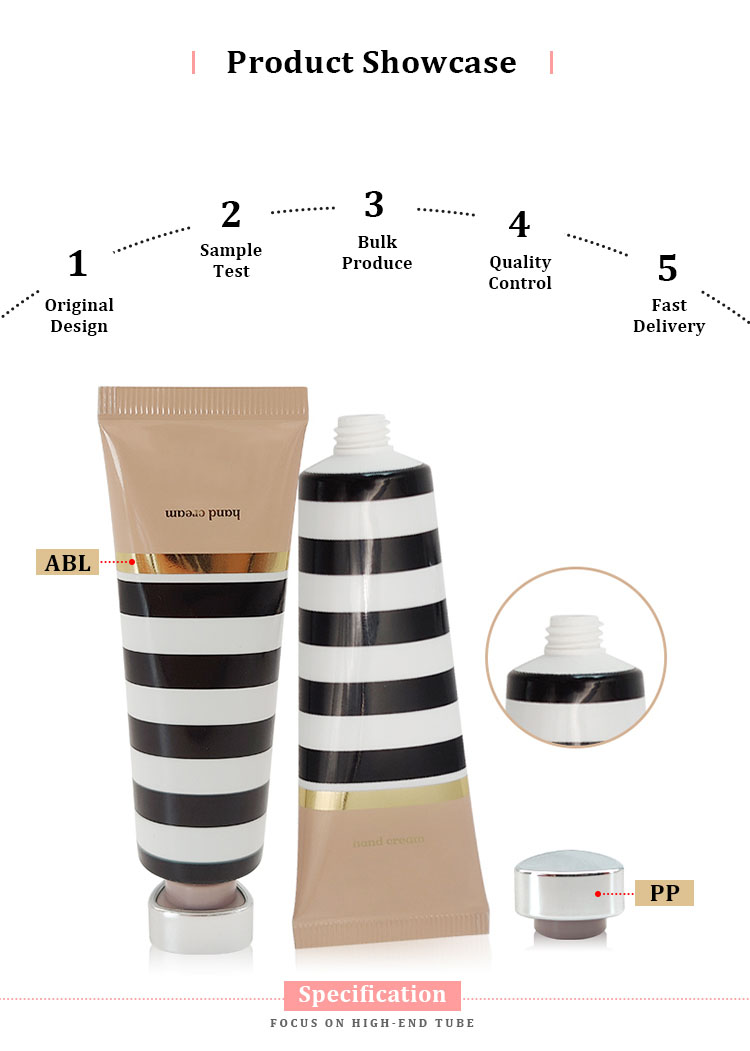 Product Showcase
1
Original
Design
2
Sample
Test
3
Bulk
Produce
4
Quality
Control
5
Fast
Delivery
hand cream
ABL
hand cream
PP
Specification
FOCUS ON HIGH-END TUBE